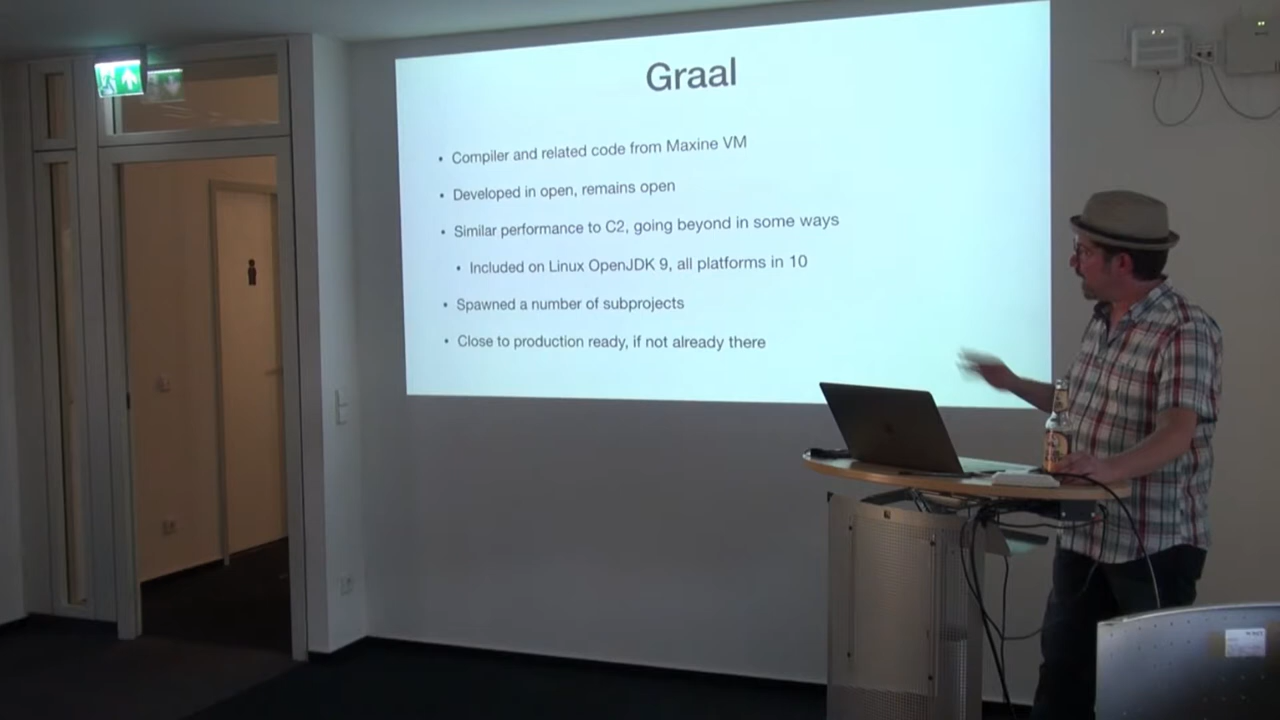 Graal
• Compiler and related code from Maxine VM
• Developed in open, remains open
• Similar performance to C2, going beyond in some ways
• Included on Linux OpenJDK 9, all platforms in 10
• Spawned a number of subprojects
• Close to production ready, if not already there